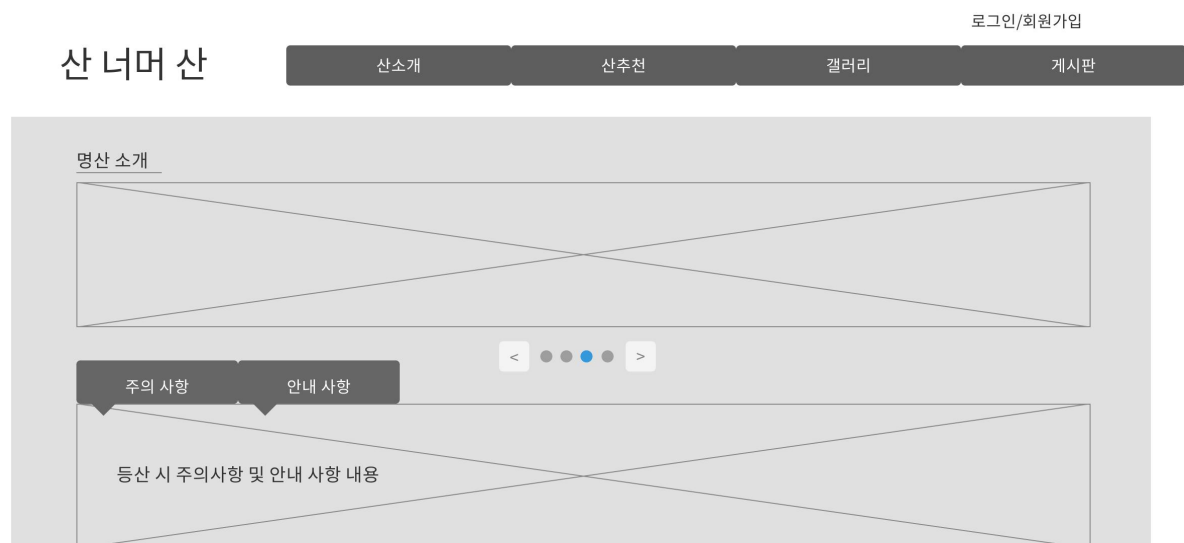 로그인/회원가입
산 너머 산
산소개 산추천 갤러리 게시판
명산 소개
< >
주의 사항 안내 사항
등산 시 주의사항 및 안내 사항 내용